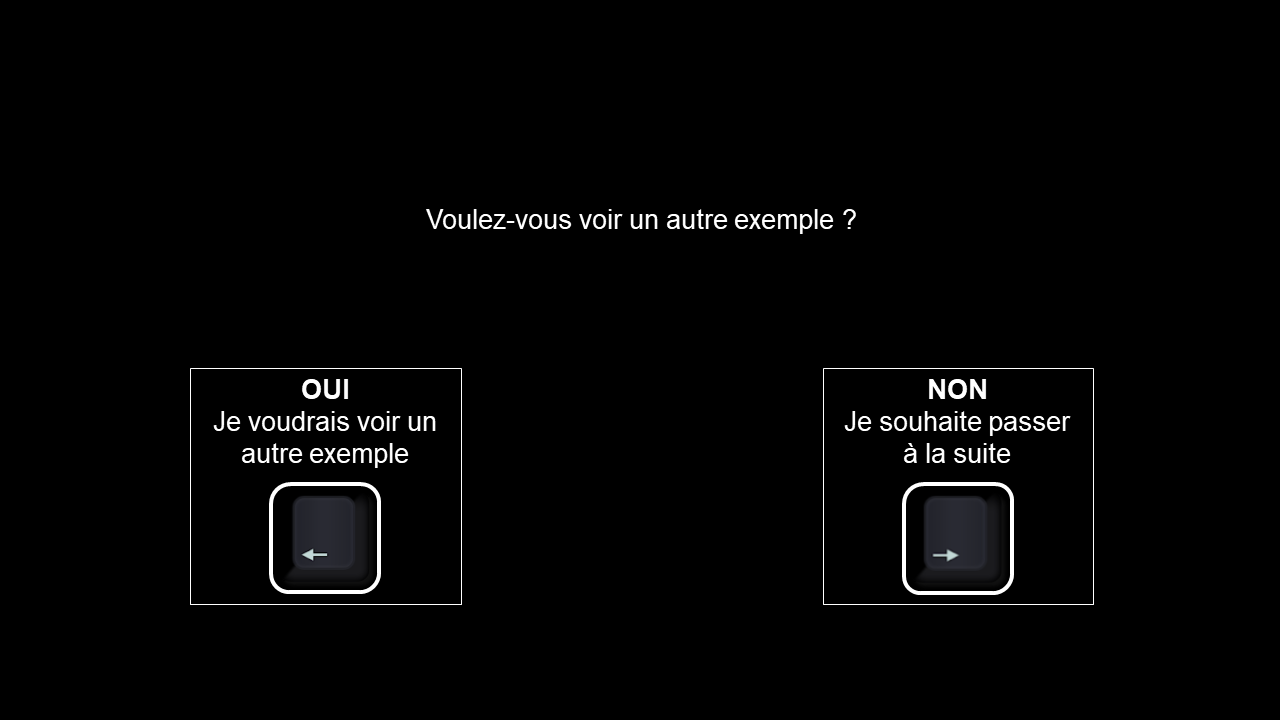 Voulez-vous voir un autre exemple ?
OUI
Je voudrais voir un
autre exemple
←
NON
Je souhaite passer
à la suite
→